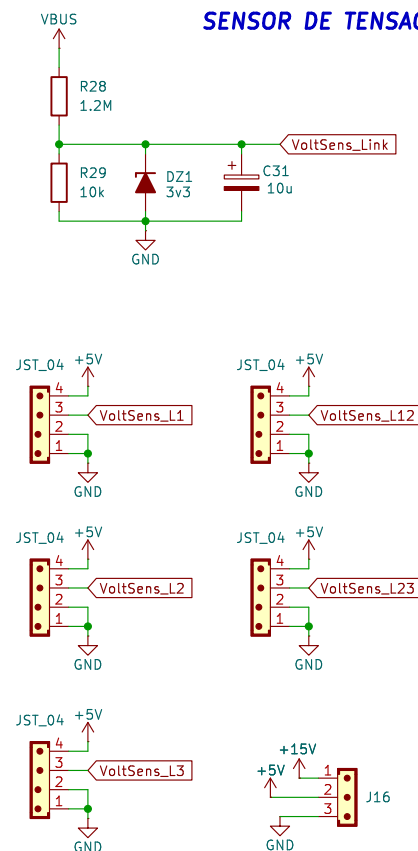 SENSOR DE TENSAO
VBUS
R28
1.2M
VoltSens_Link
R29
10k
DZ1
3v3
+
C31
10u
GND
JST_04 +5V
4
3 VoltSens_L1
2
1
GND
JST_04 +5V
4
3 VoltSens_L12
2
1
GND
JST_04 +5V
4
3 VoltSens_L2
2
1
GND
JST_04 +5V
4
3 VoltSens_L23
2
1
GND
JST_04 +5V
4
3 VoltSens_L3
2
1
GND
+15V
+5V
1
2
3
J16
GND